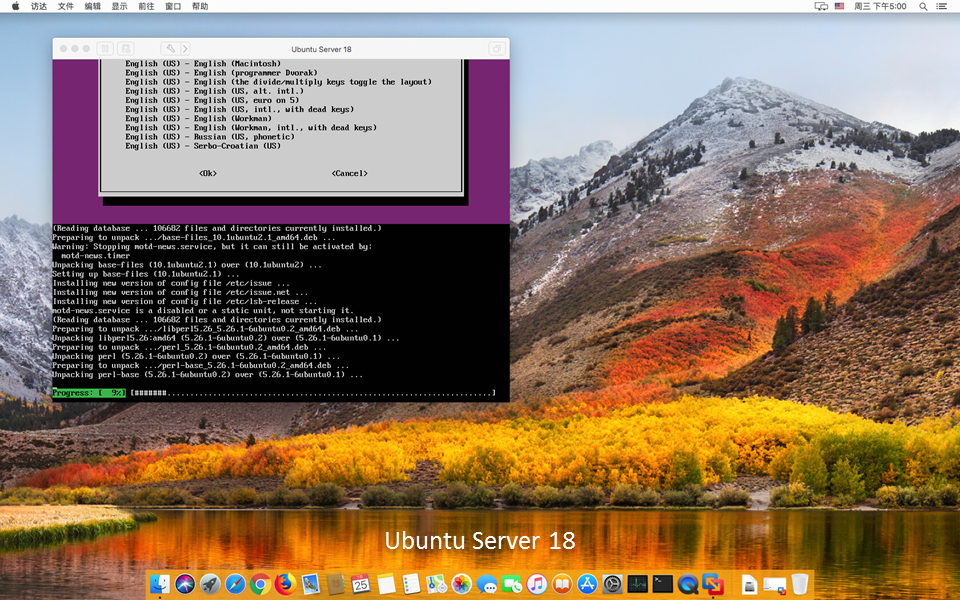 访达 文件 编辑 显示 前往 窗口 帮助 周三 下午5:00
Ubuntu Server 18
English (US) - English (Macintosh)
English (US) - English (programmer Dvorak)
English (US) - English (the divide/multiply keys toggle the layout)
English (US) - English (US, alt. intl.)
English (US) - English (US, euro on 5)
English (US) - English (US, intl., with dead keys)
English (US) - English (Workman)
English (US) - English (Workman, intl., with dead keys)
English (US) - Russian (US, phonetic)
English (US) - Serbo-Croatian (US)
<Ok> <Cancel>
(Reading database ... 106682 files and directories currently installed.)
Preparing to unpack .../base-files_10.1ubuntu2.1_amd64.deb ...
Warning: Stopping motd-news.service, but it can still be activated by:
motd-news.timer
Unpacking base-files (10.1ubuntu2.1) over (10.1ubuntu2) ...
Setting up base-files (10.1ubuntu2.1) ...
Installing new version of config file /etc/issue ...
Installing new version of config file /etc/issue.net ...
Installing new version of config file /etc/lsb-release ...
motd-news.service is a disabled or a static unit, not starting it.
(Reading database ... 106682 files and directories currently installed.)
Preparing to unpack .../libperl5.26_5.26.1-6ubuntu0.2_amd64.deb ...
Unpacking libperl5.26:amd64 (5.26.1-6ubuntu0.2) over (5.26.1-6ubuntu0.1) ...
Preparing to unpack .../perl_5.26.1-6ubuntu0.2_amd64.deb ...
Unpacking perl (5.26.1-6ubuntu0.2) over (5.26.1-6ubuntu0.1) ...
Preparing to unpack .../perl-base_5.26.1-6ubuntu0.2_amd64.deb ...
Unpacking perl-base (5.26.1-6ubuntu0.2) over (5.26.1-6ubuntu0.1) ...
Progress: [  9%] [#######.......................................................................]
Ubuntu Server 18
25